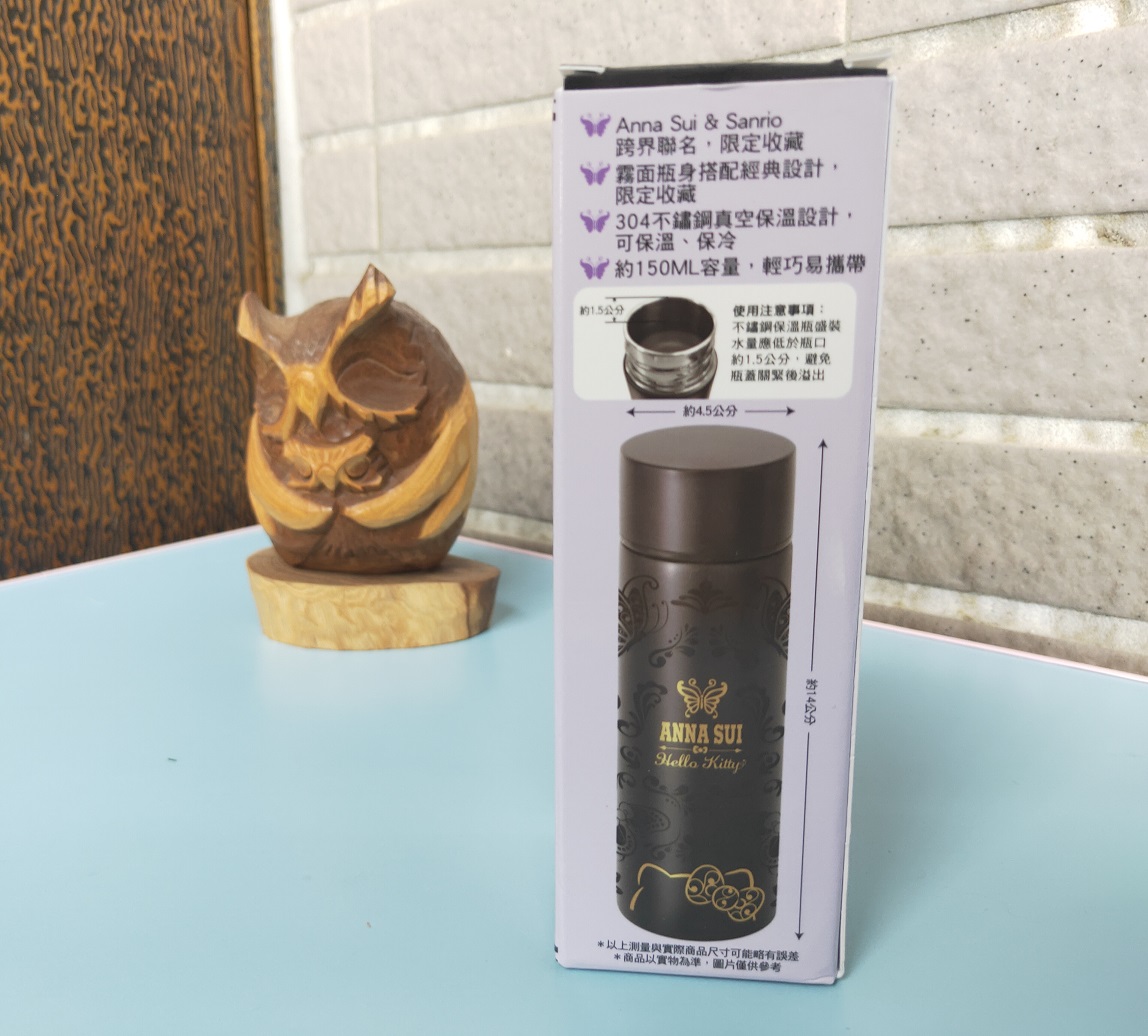 Anna Sui & Sanrio
跨界聯名，限定收藏
霧面瓶身搭配經典設計，
限定收藏
304不鏽鋼真空保溫設計，
可保溫、保冷
約150ML容量，輕巧易攜帶
約1.5公分
使用注意事項：
不鏽鋼保溫瓶盛裝
水量應低於瓶口
約1.5公分，避免
瓶蓋關緊後溢出
約4.5公分
約14公分
ANNA SUI
Hello Kitty
*以上測量與實際商品尺寸可能略有誤差
*商品以實物為準，圖片僅供參考